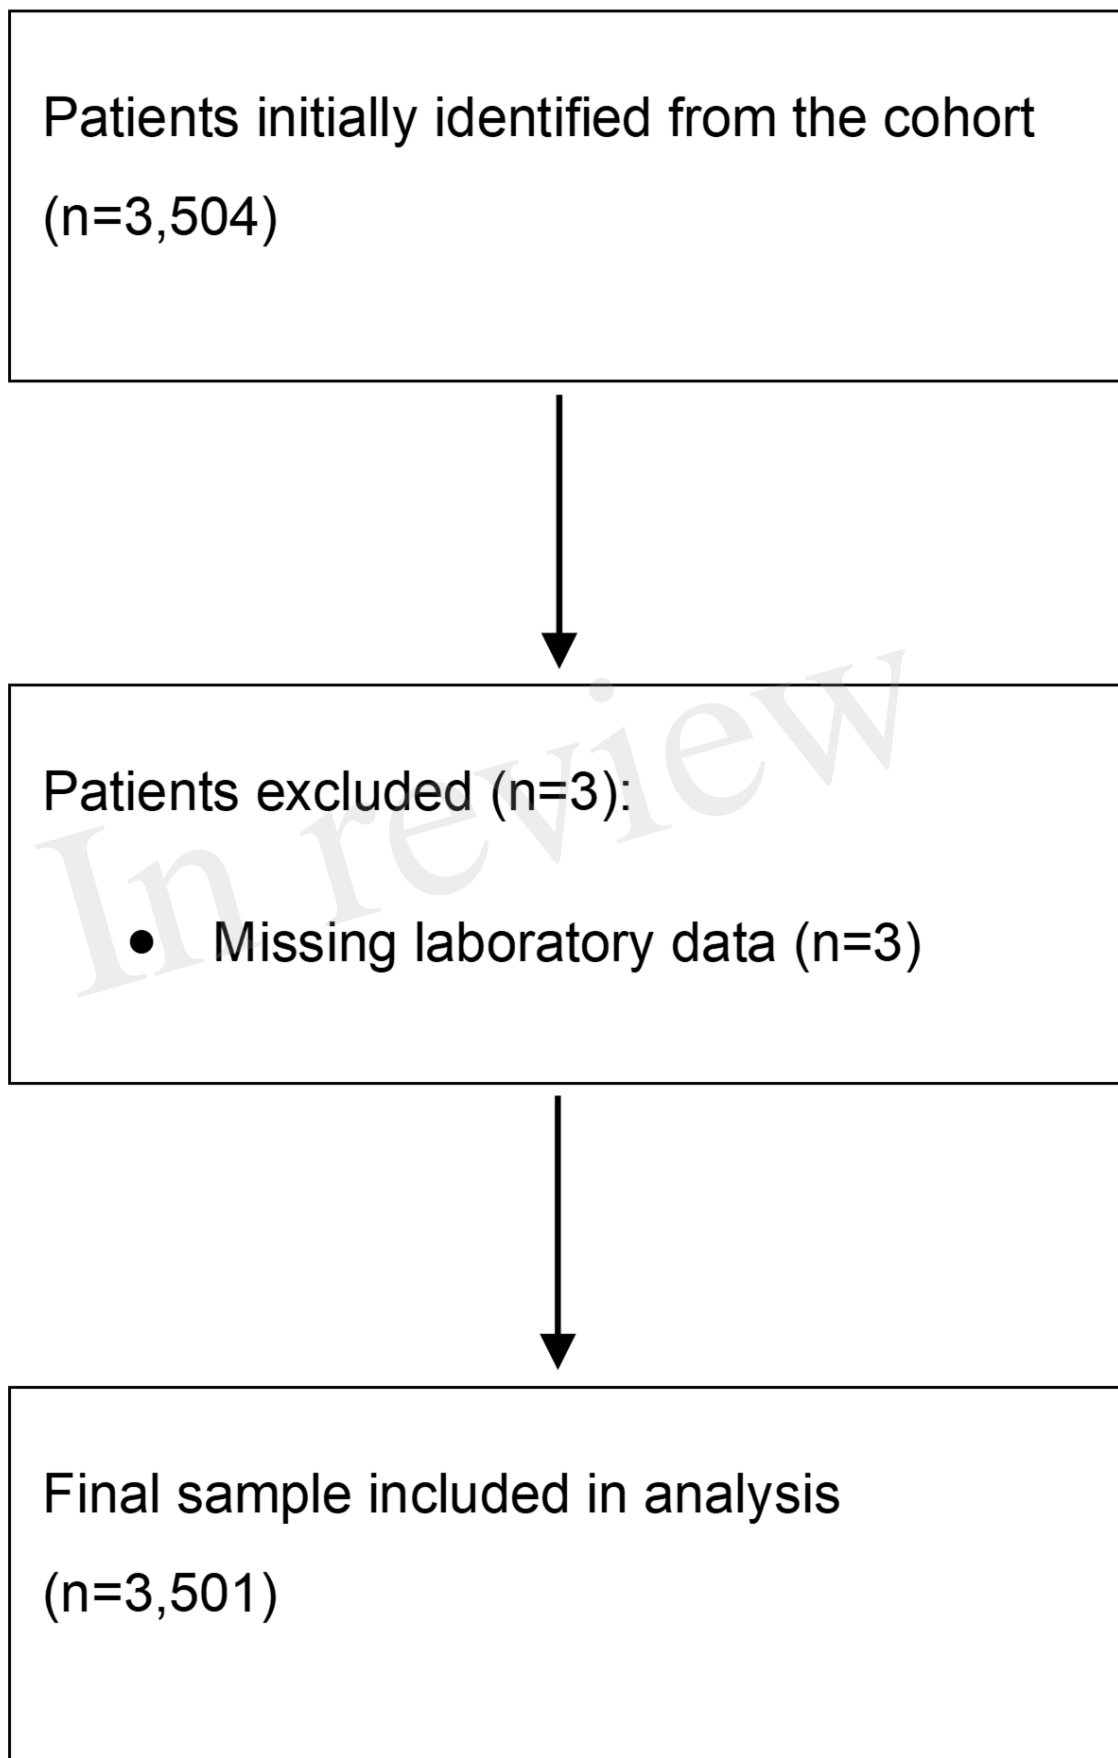 Patients initially identified from the cohort
(n=3,504)
Patients excluded (n=3):
• Missing laboratory data (n=3)
In review
Final sample included in analysis
(n=3,501)